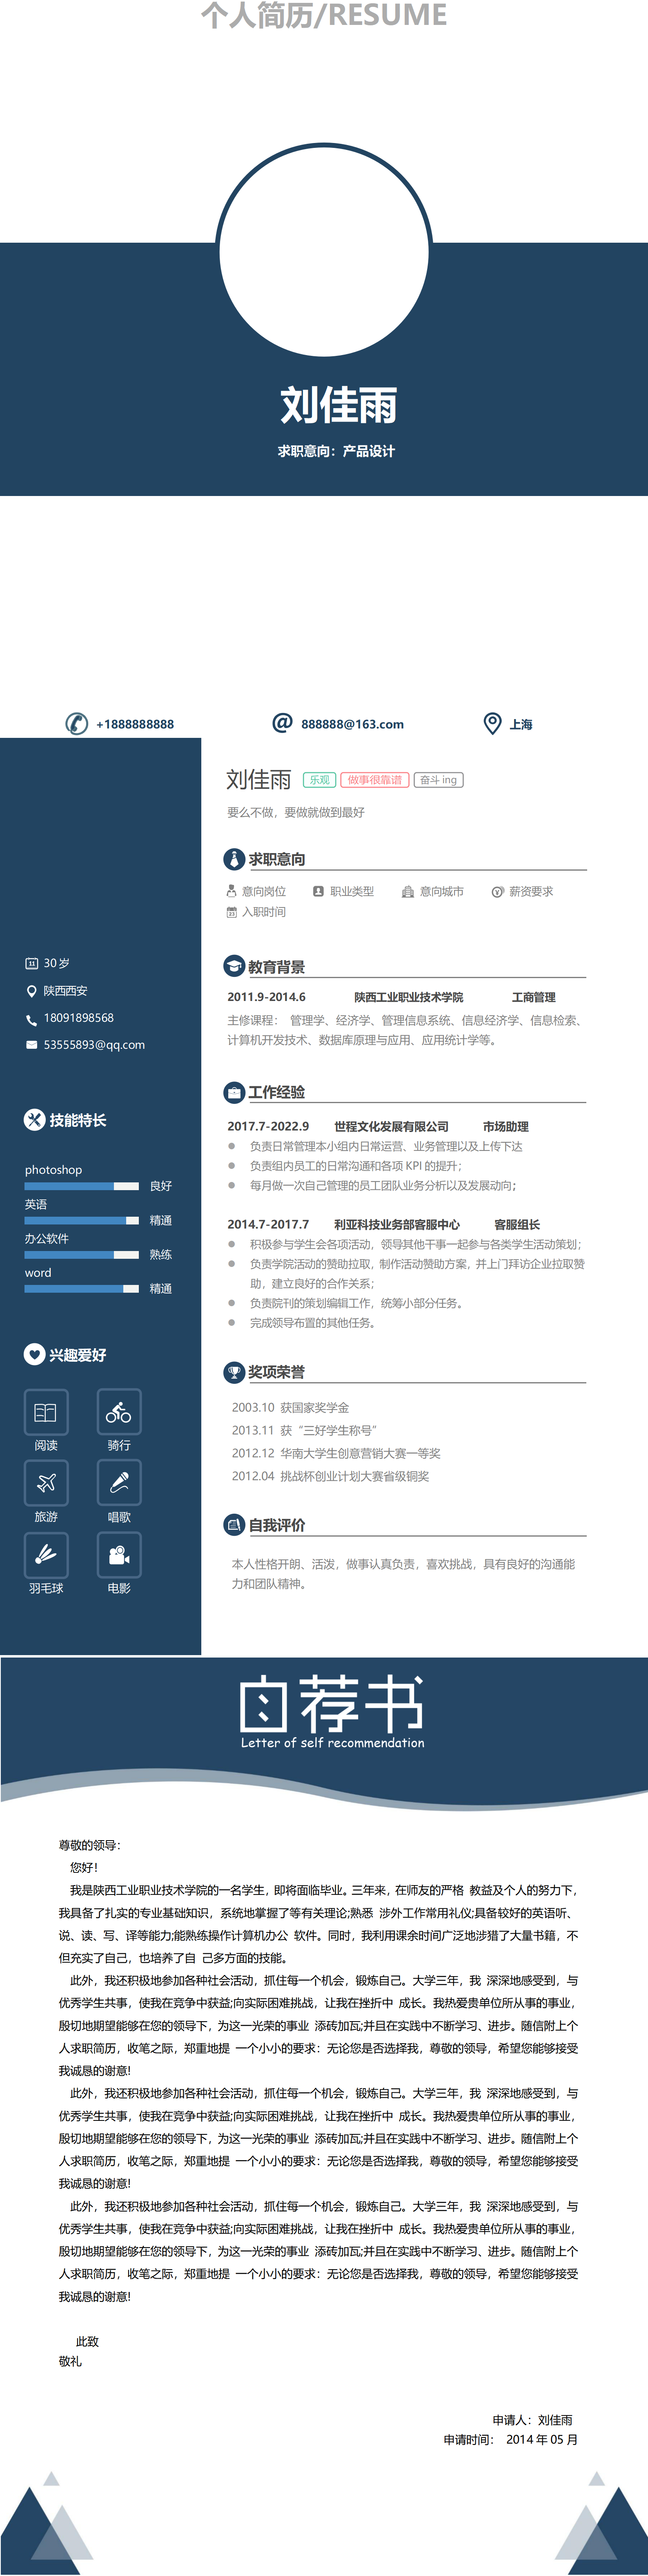 个人简历/RESUME
刘佳雨
求职意向：产品设计
+1888888888
888888@163.com
上海
刘佳雨 乐观 做事很靠谱 奋斗 ing
要么不做，要做就做到最好
求职意向
意向岗位 职业类型 意向城市 薪资要求
入职时间
11 30 岁
陕西西安
18091898568
53555893@qq.com
教育背景
2011.9-2014.6 陕西工业职业技术学院 工商管理
主修课程： 管理学、经济学、管理信息系统、信息经济学、信息检索、
计算机开发技术、数据库原理与应用、应用统计学等。
技能特长
photoshop
良好
英语
精通
办公软件
熟练
word
精通
工作经验
2017.7-2022.9 世程文化发展有限公司 市场助理
● 负责日常管理本小组内日常运营、业务管理以及上传下达
● 负责组内员工的日常沟通和各项 KPI 的提升；
● 每月做一次自己管理的员工团队业务分析以及发展动向；
2014.7-2017.7 利亚科技业务部客服中心 客服组长
● 积极参与学生会各项活动，领导其他干事一起参与各类学生活动策划；
● 负责学院活动的赞助拉取，制作活动赞助方案，并上门拜访企业拉取赞
助，建立良好的合作关系；
● 负责院刊的策划编辑工作，统筹小部分任务。
● 完成领导布置的其他任务。
兴趣爱好
阅读 骑行
旅游 唱歌
羽毛球 电影
奖项荣誉
2003.10 获国家奖学金
2013.11 获“三好学生称号”
2012.12 华南大学生创意营销大赛一等奖
2012.04 挑战杯创业计划大赛省级铜奖
自我评价
本人性格开朗、活泼，做事认真负责，喜欢挑战，具有良好的沟通能
力和团队精神。
自荐书
Letter of self recommendation
尊敬的领导：
您好！
我是陕西工业职业技术学院的一名学生，即将面临毕业。三年来，在师友的严格 教益及个人的努力下，
我具备了扎实的专业基础知识，系统地掌握了等有关理论;熟悉 涉外工作常用礼仪;具备较好的英语听、
说、读、写、译等能力;能熟练操作计算机办公 软件。同时，我利用课余时间广泛地涉猎了大量书籍，不
但充实了自己，也培养了自 己多方面的技能。
此外，我还积极地参加各种社会活动，抓住每一个机会，锻炼自己。大学三年，我 深深地感受到，与
优秀学生共事，使我在竞争中获益;向实际困难挑战，让我在挫折中 成长。我热爱贵单位所从事的事业，
殷切地期望能够在您的领导下，为这一光荣的事业 添砖加瓦;并且在实践中不断学习、进步。随信附上个
人求职简历，收笔之际，郑重地提 一个小小的要求：无论您是否选择我，尊敬的领导，希望您能够接受
我诚恳的谢意!
此外，我还积极地参加各种社会活动，抓住每一个机会，锻炼自己。大学三年，我 深深地感受到，与
优秀学生共事，使我在竞争中获益;向实际困难挑战，让我在挫折中 成长。我热爱贵单位所从事的事业，
殷切地期望能够在您的领导下，为这一光荣的事业 添砖加瓦;并且在实践中不断学习、进步。随信附上个
人求职简历，收笔之际，郑重地提 一个小小的要求：无论您是否选择我，尊敬的领导，希望您能够接受
我诚恳的谢意!
此外，我还积极地参加各种社会活动，抓住每一个机会，锻炼自己。大学三年，我 深深地感受到，与
优秀学生共事，使我在竞争中获益;向实际困难挑战，让我在挫折中 成长。我热爱贵单位所从事的事业，
殷切地期望能够在您的领导下，为这一光荣的事业 添砖加瓦;并且在实践中不断学习、进步。随信附上个
人求职简历，收笔之际，郑重地提 一个小小的要求：无论您是否选择我，尊敬的领导，希望您能够接受
我诚恳的谢意!
此致
敬礼
申请人：刘佳雨
申请时间： 2014 年 05 月